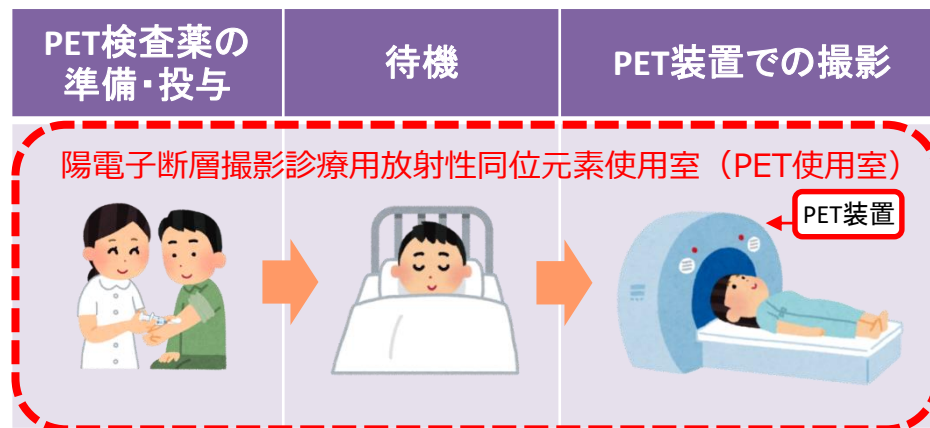 PET検査薬の
準備・投与
待機
PET装置での撮影
陽電子断層撮影診療用放射性同位元素使用室（PET使用室）
PET装置